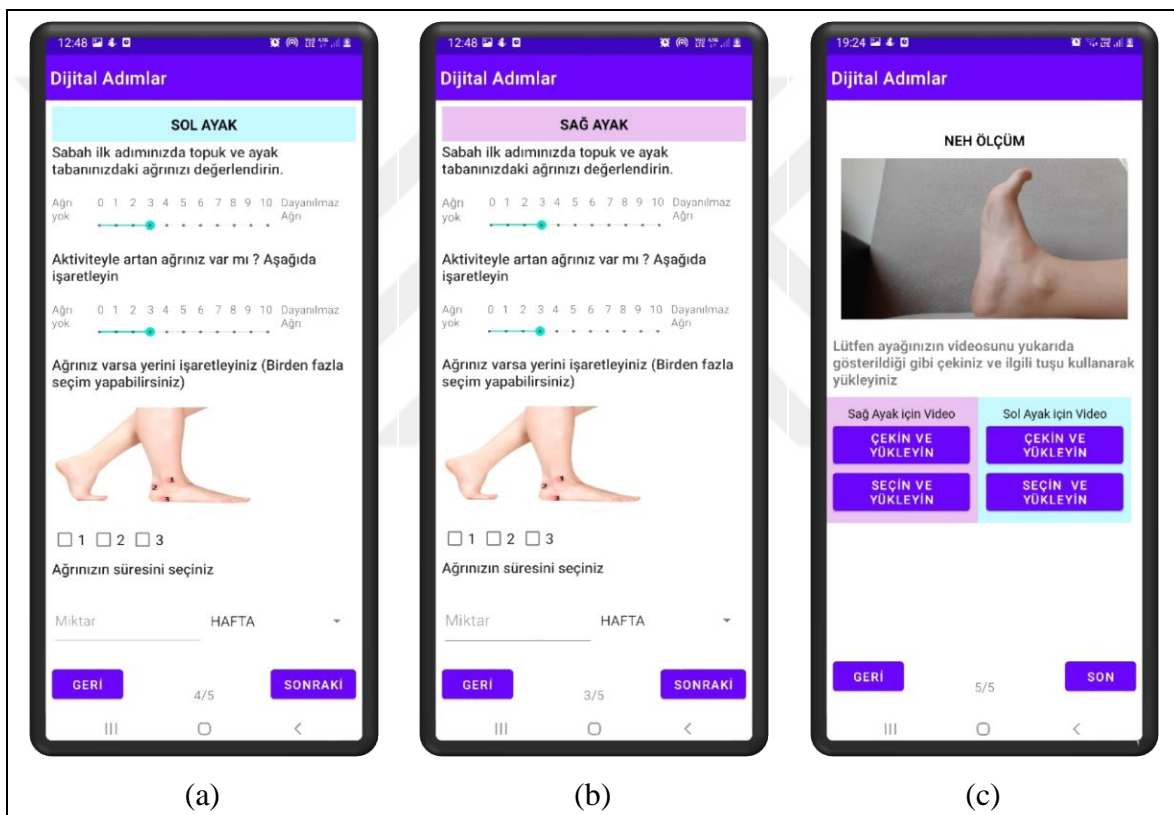 12:48
Dijital Adımlar
SOL AYAK
Sabah ilk adımınızda topuk ve ayak
tabanınızdaki ağrınızı değerlendirin.
Ağrı yok 0 1 2 3 4 5 6 7 8 9 10 Dayanılmaz Ağrı
Aktiviteyle artan ağrınız var mı ? Aşağıda
işaretleyin
Ağrı yok 0 1 2 3 4 5 6 7 8 9 10 Dayanılmaz Ağrı
Ağrınız varsa yerini işaretleyiniz (Birden fazla
seçim yapabilirsiniz)
1
2
3
1 2 3
Ağrınızın süresini seçiniz
Miktar HAFTA
GERİ 4/5 SONRAKİ
(a)
12:48
Dijital Adımlar
SAĞ AYAK
Sabah ilk adımınızda topuk ve ayak
tabanınızdaki ağrınızı değerlendirin.
Ağrı yok 0 1 2 3 4 5 6 7 8 9 10 Dayanılmaz Ağrı
Aktiviteyle artan ağrınız var mı ? Aşağıda
işaretleyin
Ağrı yok 0 1 2 3 4 5 6 7 8 9 10 Dayanılmaz Ağrı
Ağrınız varsa yerini işaretleyiniz (Birden fazla
seçim yapabilirsiniz)
1
2
3
1 2 3
Ağrınızın süresini seçiniz
Miktar HAFTA
GERİ 3/5 SONRAKİ
(b)
19:24
Dijital Adımlar
NEH ÖLÇÜM
Lütfen ayağınızın videosunu yukarıda
gösterildiği gibi çekiniz ve ilgili tuşu kullanarak
yükleyiniz
Sağ Ayak için Video
ÇEKİN VE
YÜKLEYİN
SEÇİN VE
YÜKLEYİN
Sol Ayak için Video
ÇEKİN VE
YÜKLEYİN
SEÇİN VE
YÜKLEYİN
GERİ 5/5 SON
(c)